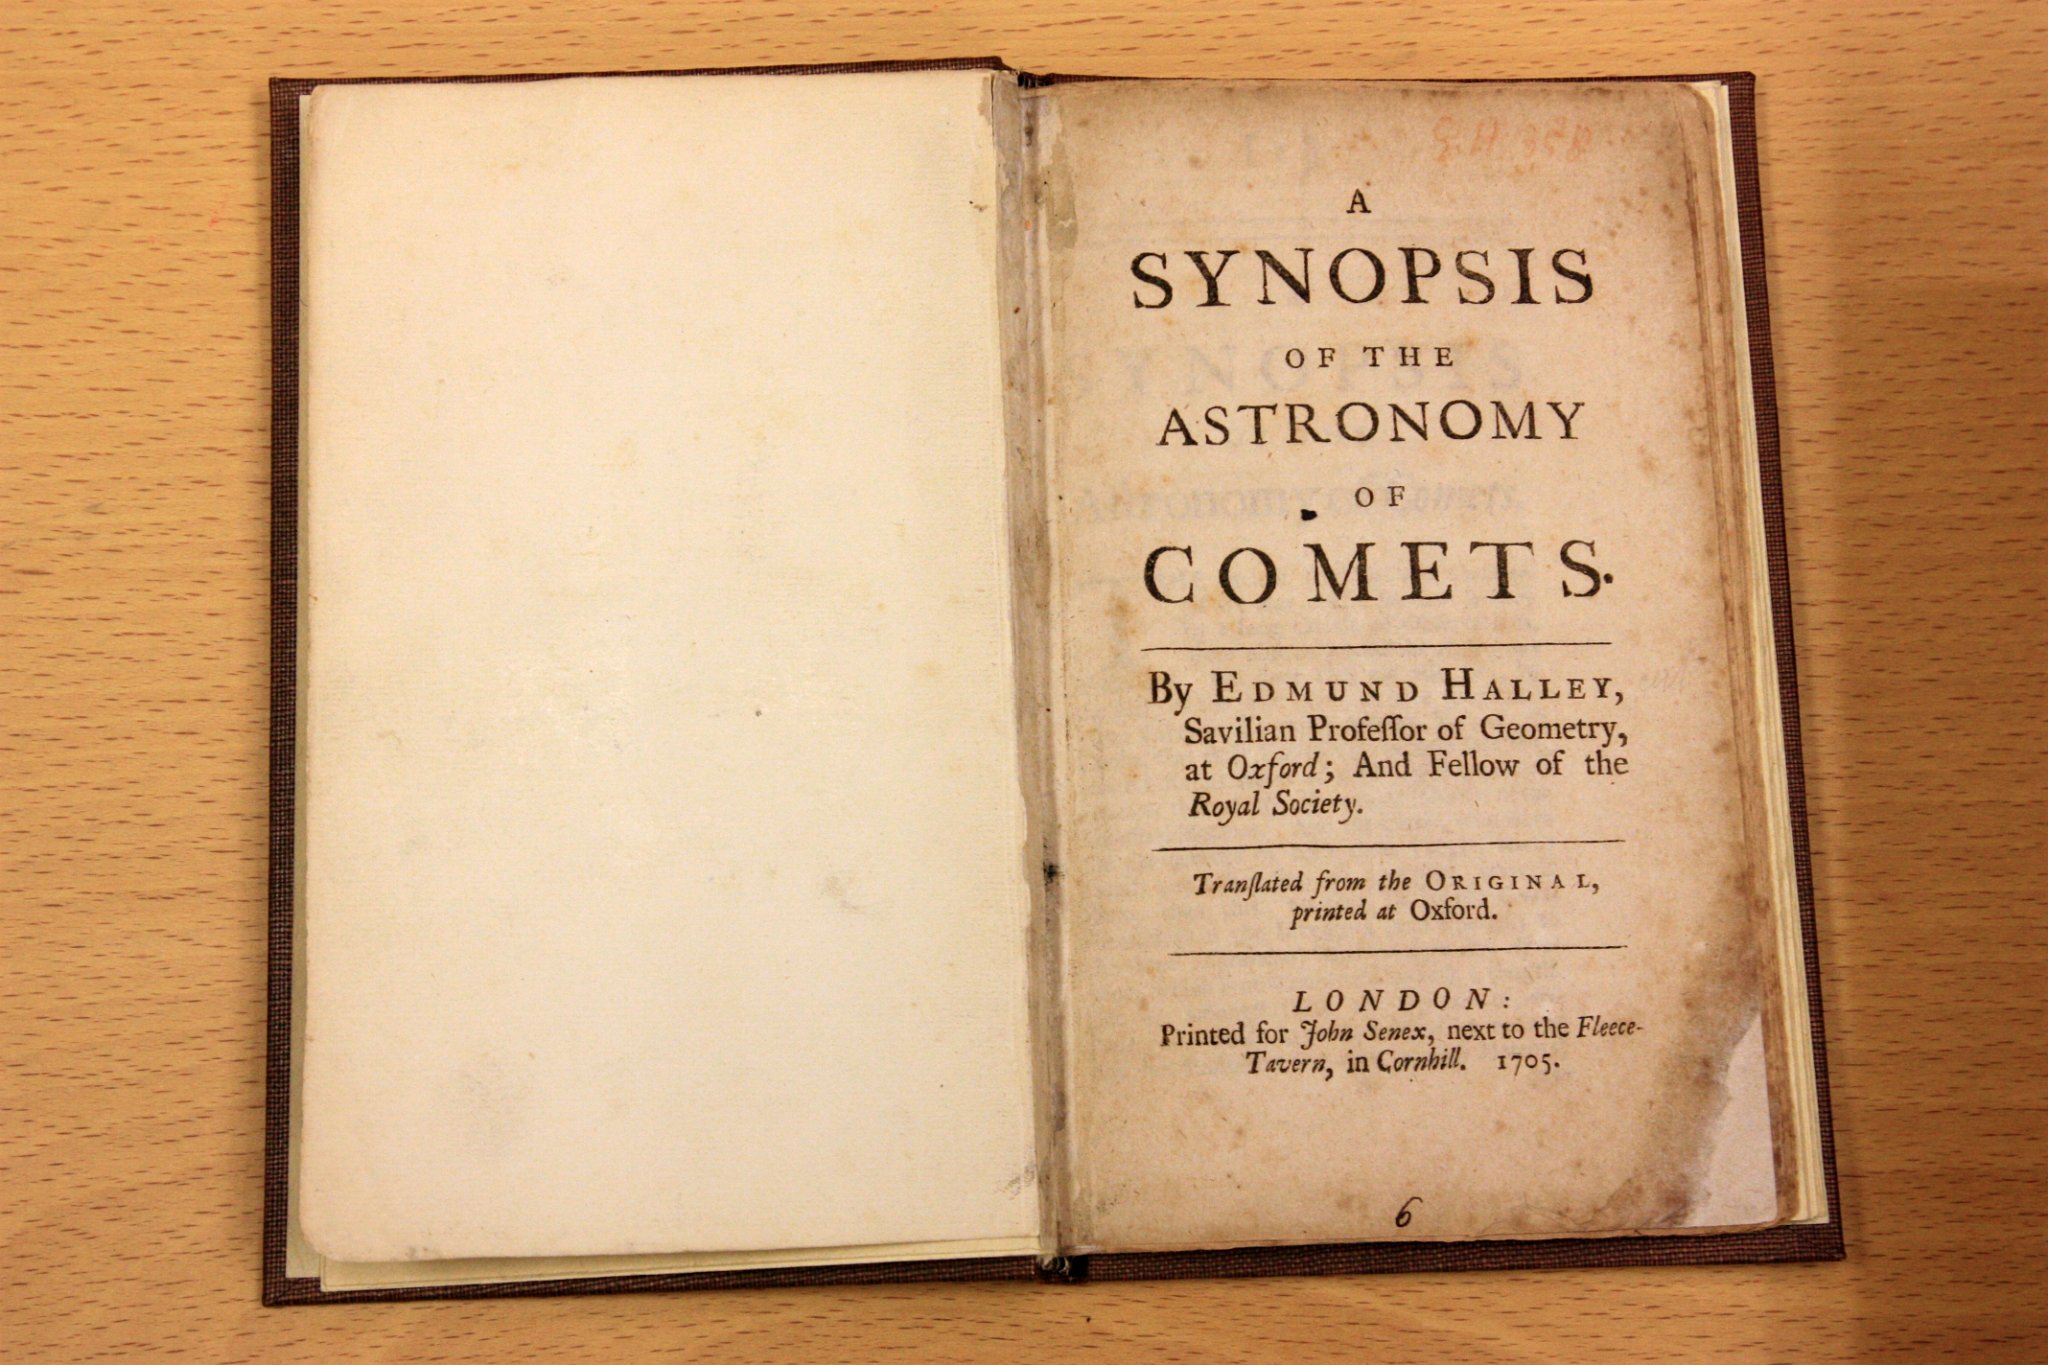 A
SYNOPSIS
OF THE
ASTRONOMY
OF
COMETS.
By EDMUND HALLEY,
Savilian Profeſſor of Geometry,
at Oxford; And Fellow of the
Royal Society.
Tranſlated from the ORIGINAL,
printed at Oxford.
LONDON:
Printed for John Senex, next to the Fleece-
Tavern, in Cornhill. 1705.
6